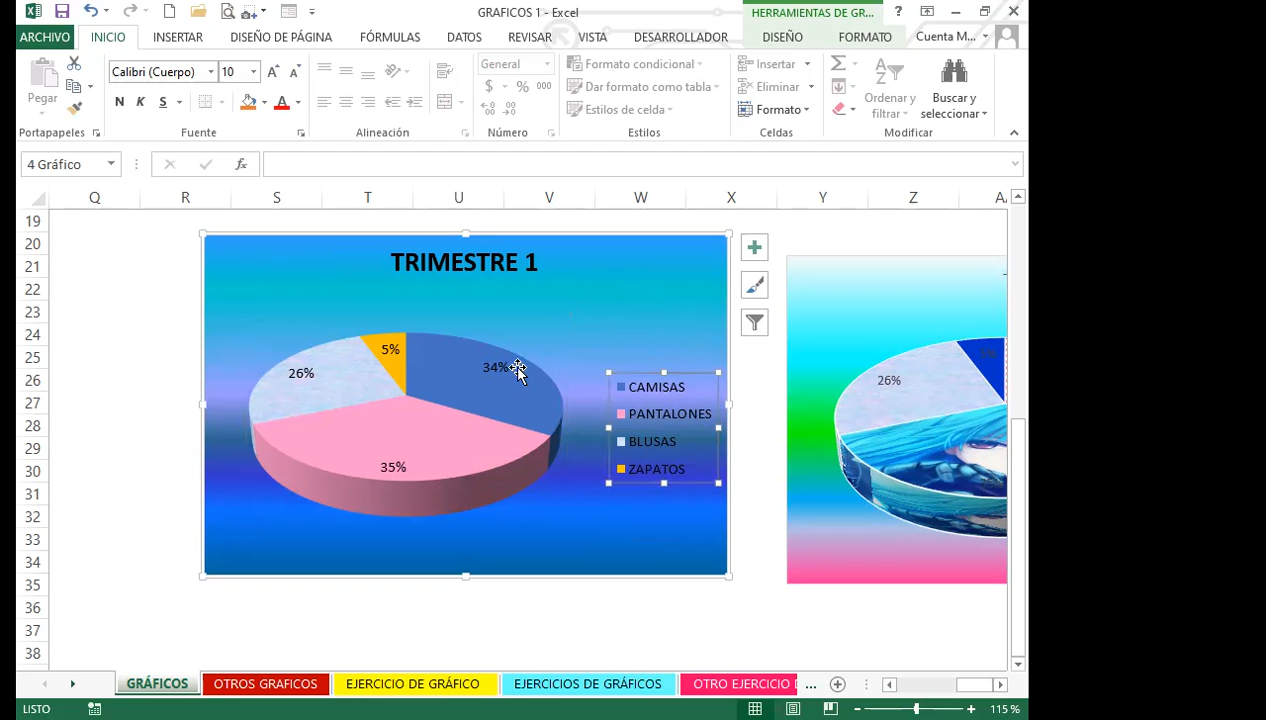 GRAFICOS 1 - Excel
HERRAMIENTAS DE GR...
?
ARCHIVO INICIO INSERTAR DISEÑO DE PÁGINA FÓRMULAS DATOS REVISAR VISTA DESARROLLADOR DISEÑO FORMATO Cuenta M...
Pegar
Calibri (Cuerpo) 10
N K S
General
$ % 000
Formato condicional
Dar formato como tabla
Estilos de celda
Insertar
Eliminar
Formato
Ordenar y filtrar
Buscar y seleccionar
Portapapeles Fuente Alineación Número Estilos Celdas Modificar
4 Gráfico
fx
Q R S T U V W X Y Z
19
20
21
22
23
24
25
26
27
28
29
30
31
32
33
34
35
36
37
38
TRIMESTRE 1
5%
34%
26%
35%
CAMISAS
PANTALONES
BLUSAS
ZAPATOS
26%
GRÁFICOS OTROS GRAFICOS EJERCICIO DE GRÁFICO EJERCICIOS DE GRÁFICOS OTRO EJERCICIO ...
LISTO
115 %